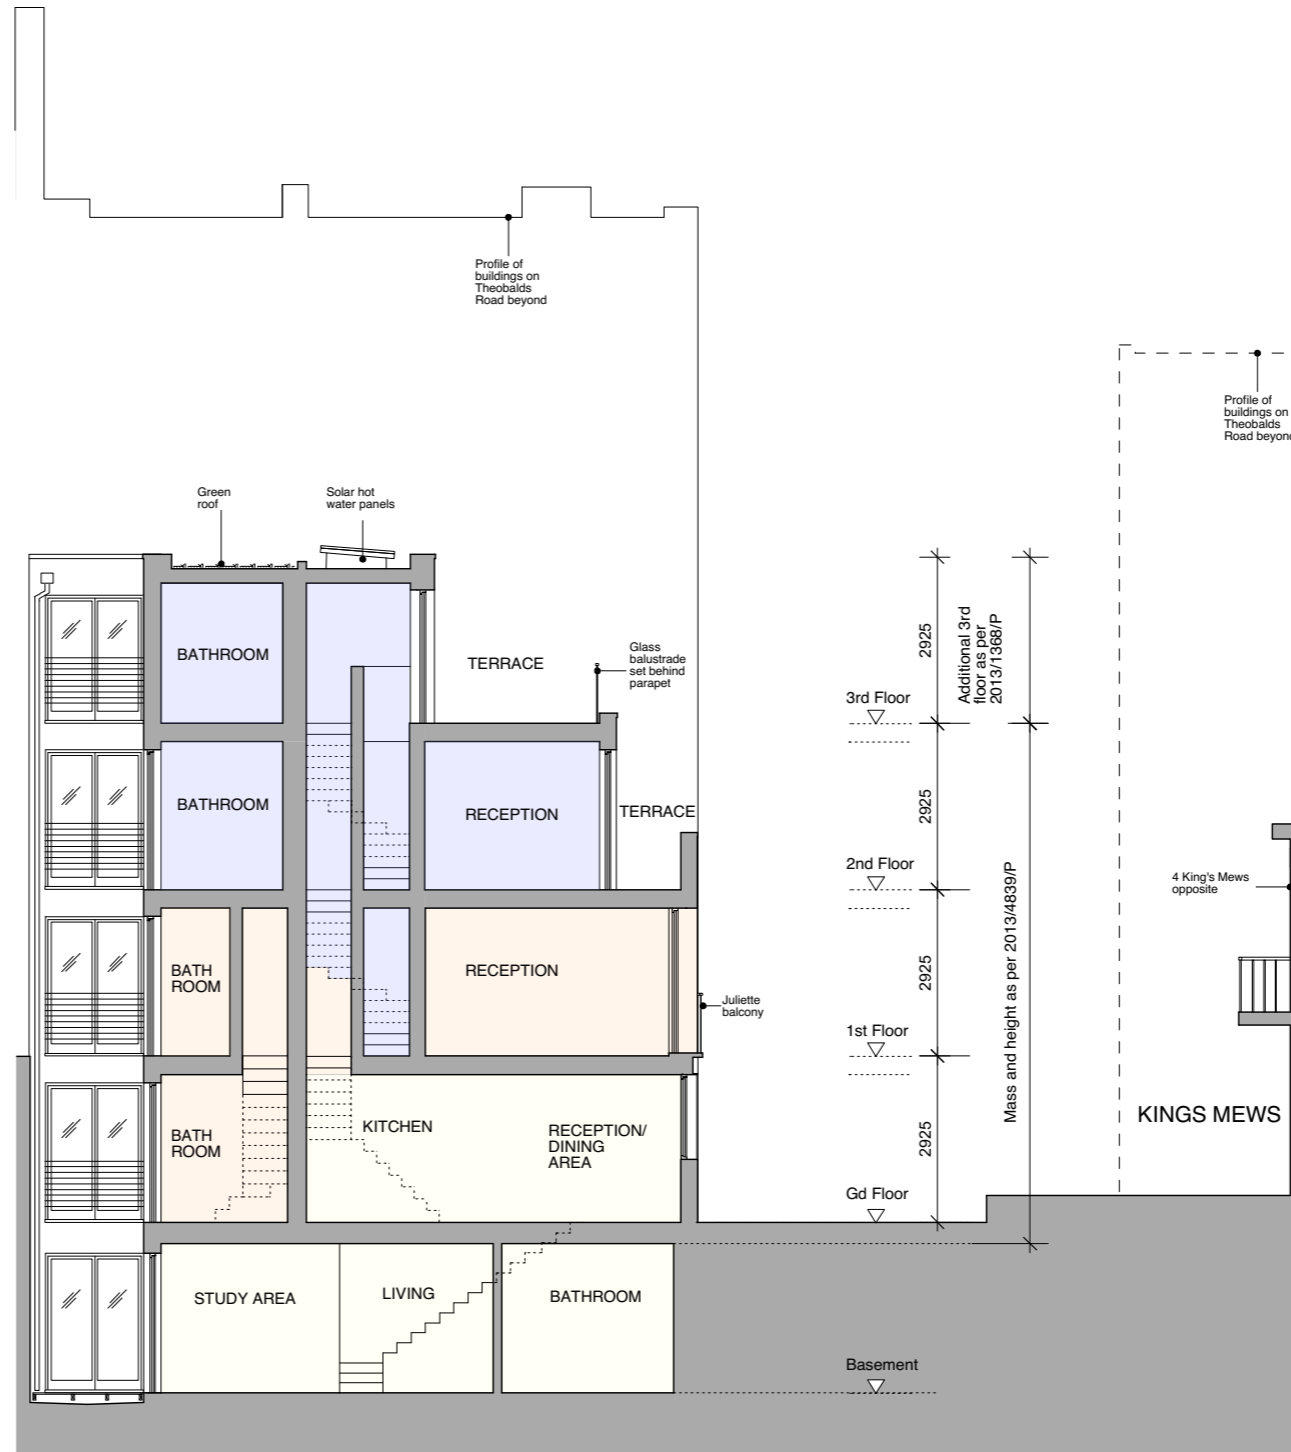 Profile of
buildings on
Theobalds
Road beyond
Profile of
buildings on
Theobalds
Road beyond
Green
roof
Solar hot
water panels
BATHROOM
TERRACE
Glass
balustrade
set behind
parapet
2925
Additional 3rd
floor as per
2013/1368/P
3rd Floor
BATHROOM
RECEPTION
TERRACE
2925
2nd Floor
4 King's Mews
opposite
Mass and height as per 2013/4839/P
BATH
ROOM
RECEPTION
2925
Juliette
balcony
1st Floor
KINGS MEWS
BATH
ROOM
KITCHEN
RECEPTION/
DINING
AREA
2925
Gd Floor
STUDY AREA
LIVING
BATHROOM
Basement